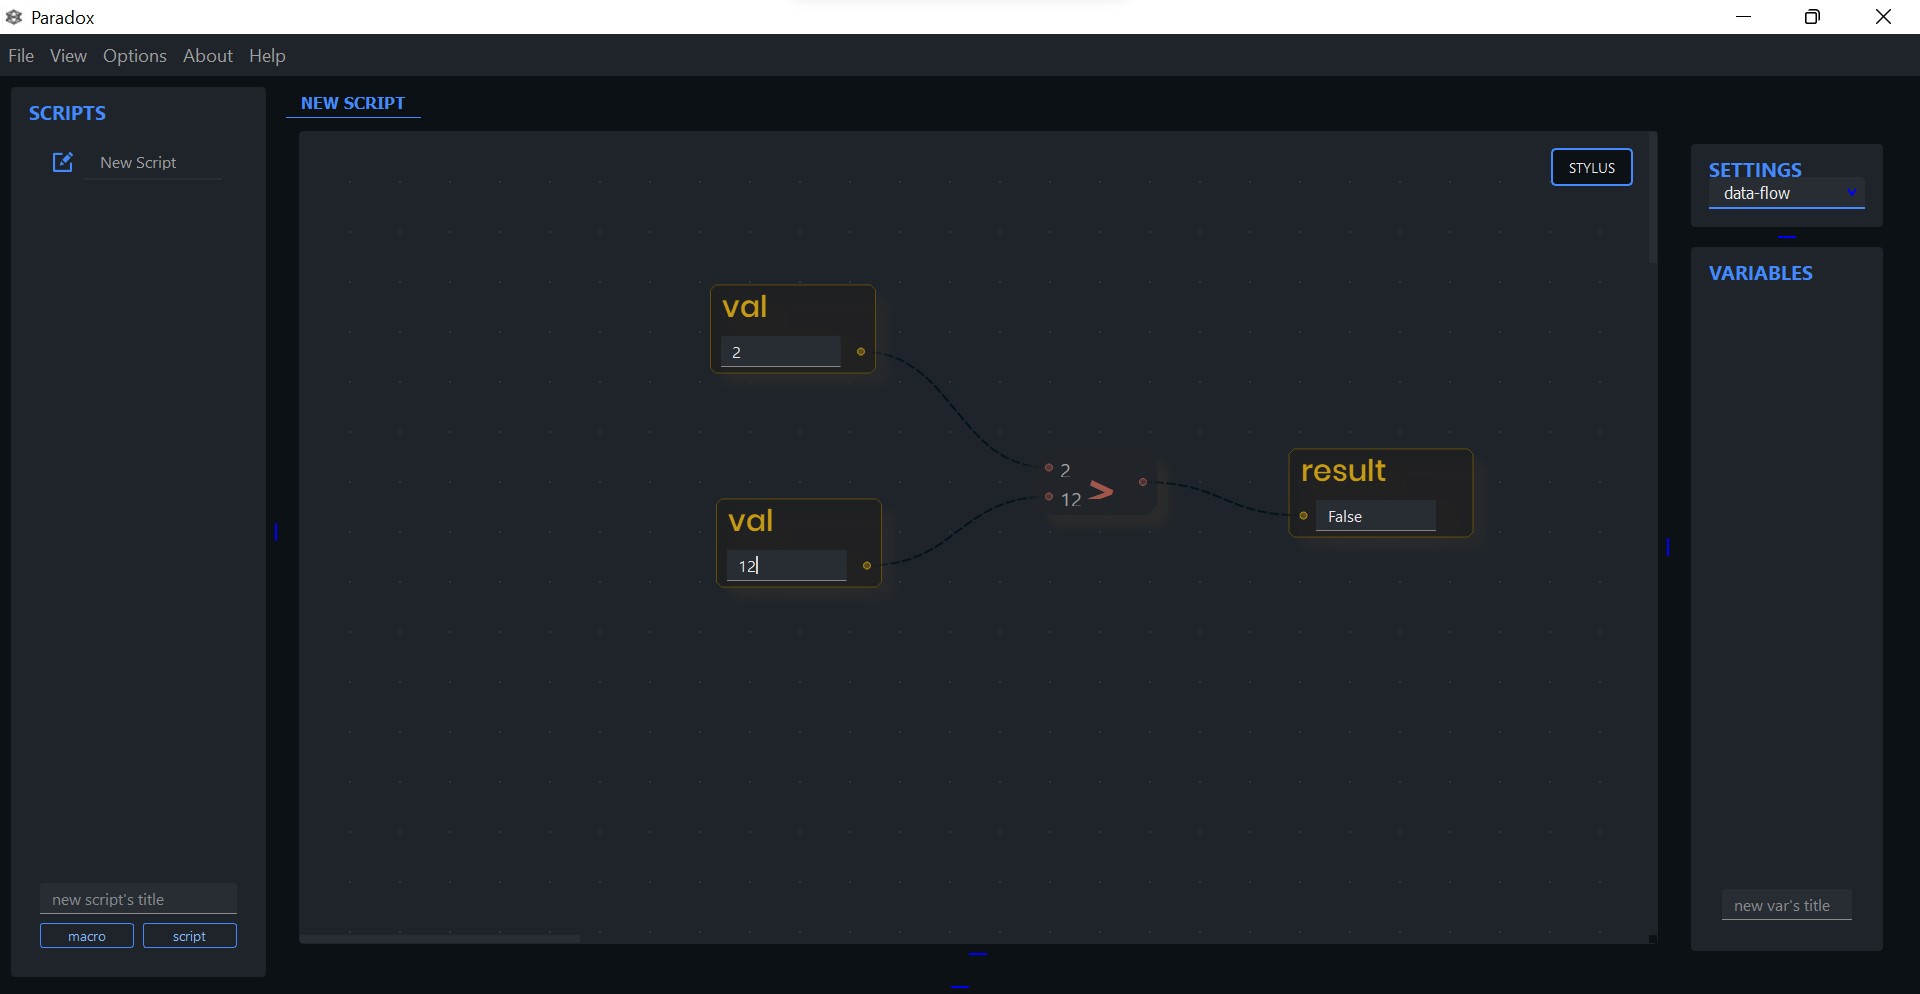 Paradox
File View Options About Help
SCRIPTS
New Script
new script's title
macro script
NEW SCRIPT
STYLUS
val
2
val
12
2
12
>
result
False
SETTINGS
data-flow
VARIABLES
new var's title